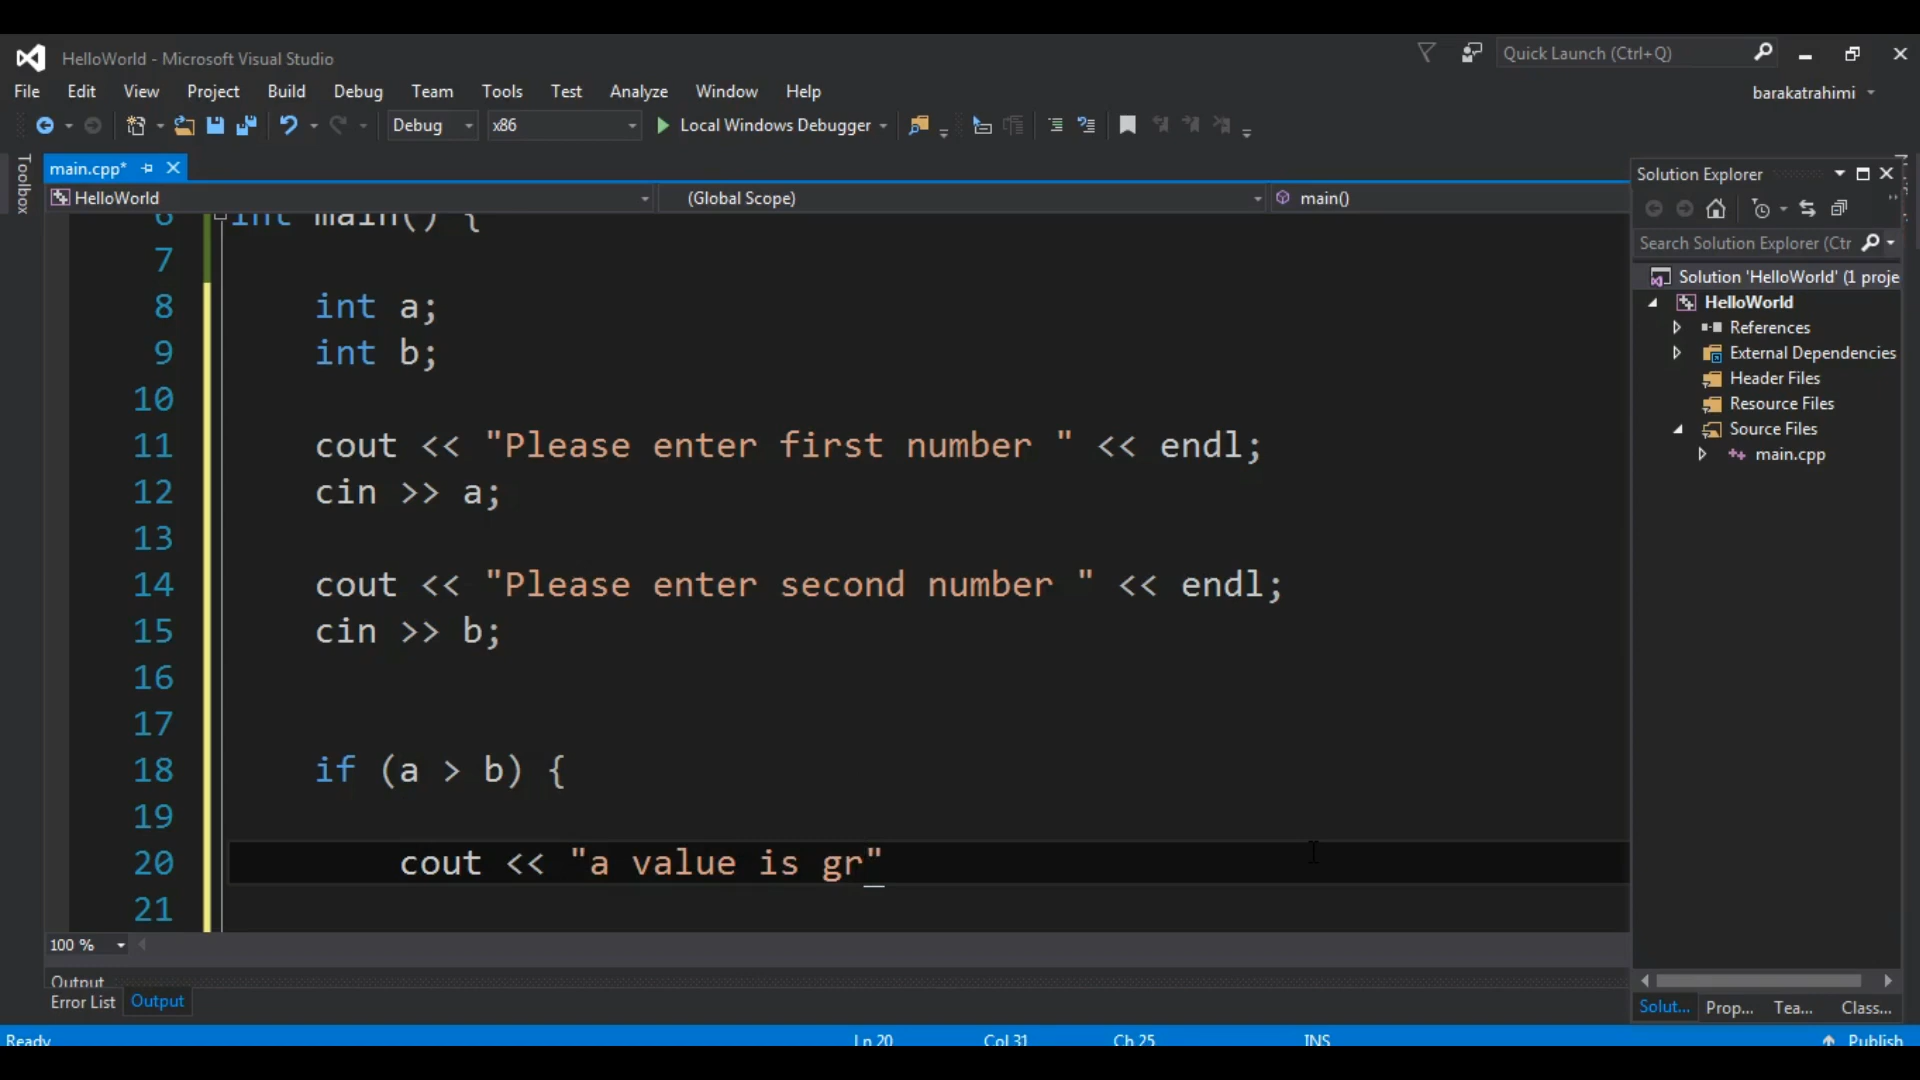 HelloWorld - Microsoft Visual Studio
Quick Launch (Ctrl+Q)
File Edit View Project Build Debug Team Tools Test Analyze Window Help
barakatrahimi
Debug x86 Local Windows Debugger
Toolbox
main.cpp*
HelloWorld (Global Scope) main()
6 int main() {
7
8 int a;
9 int b;
10
11 cout << "Please enter first number " << endl;
12 cin >> a;
13
14 cout << "Please enter second number " << endl;
15 cin >> b;
16
17
18 if (a > b) {
19
20 cout << "a value is gr"
21
100 %
Output
Error List Output
Solution Explorer
Search Solution Explorer (Ctr
Solution 'HelloWorld' (1 proje
HelloWorld
References
External Dependencies
Header Files
Resource Files
Source Files
main.cpp
Solut... Prop... Tea... Class...
Ready Ln 20 Col 31 Ch 25 INS Publish